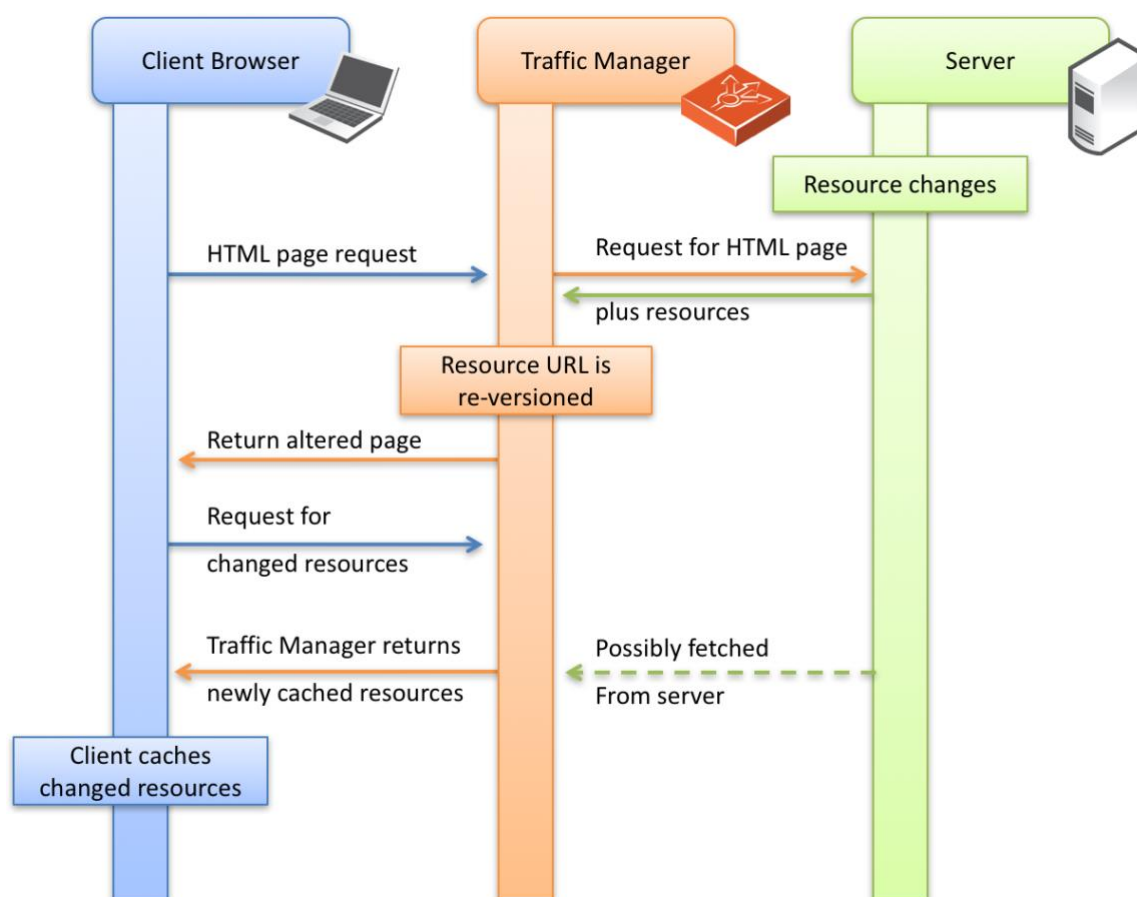 Client Browser
Traffic Manager
Server
Resource changes
HTML page request
Request for HTML page
plus resources
Resource URL is
re-versioned
Return altered page
Request for
changed resources
Traffic Manager returns
newly cached resources
Possibly fetched
From server
Client caches
changed resources